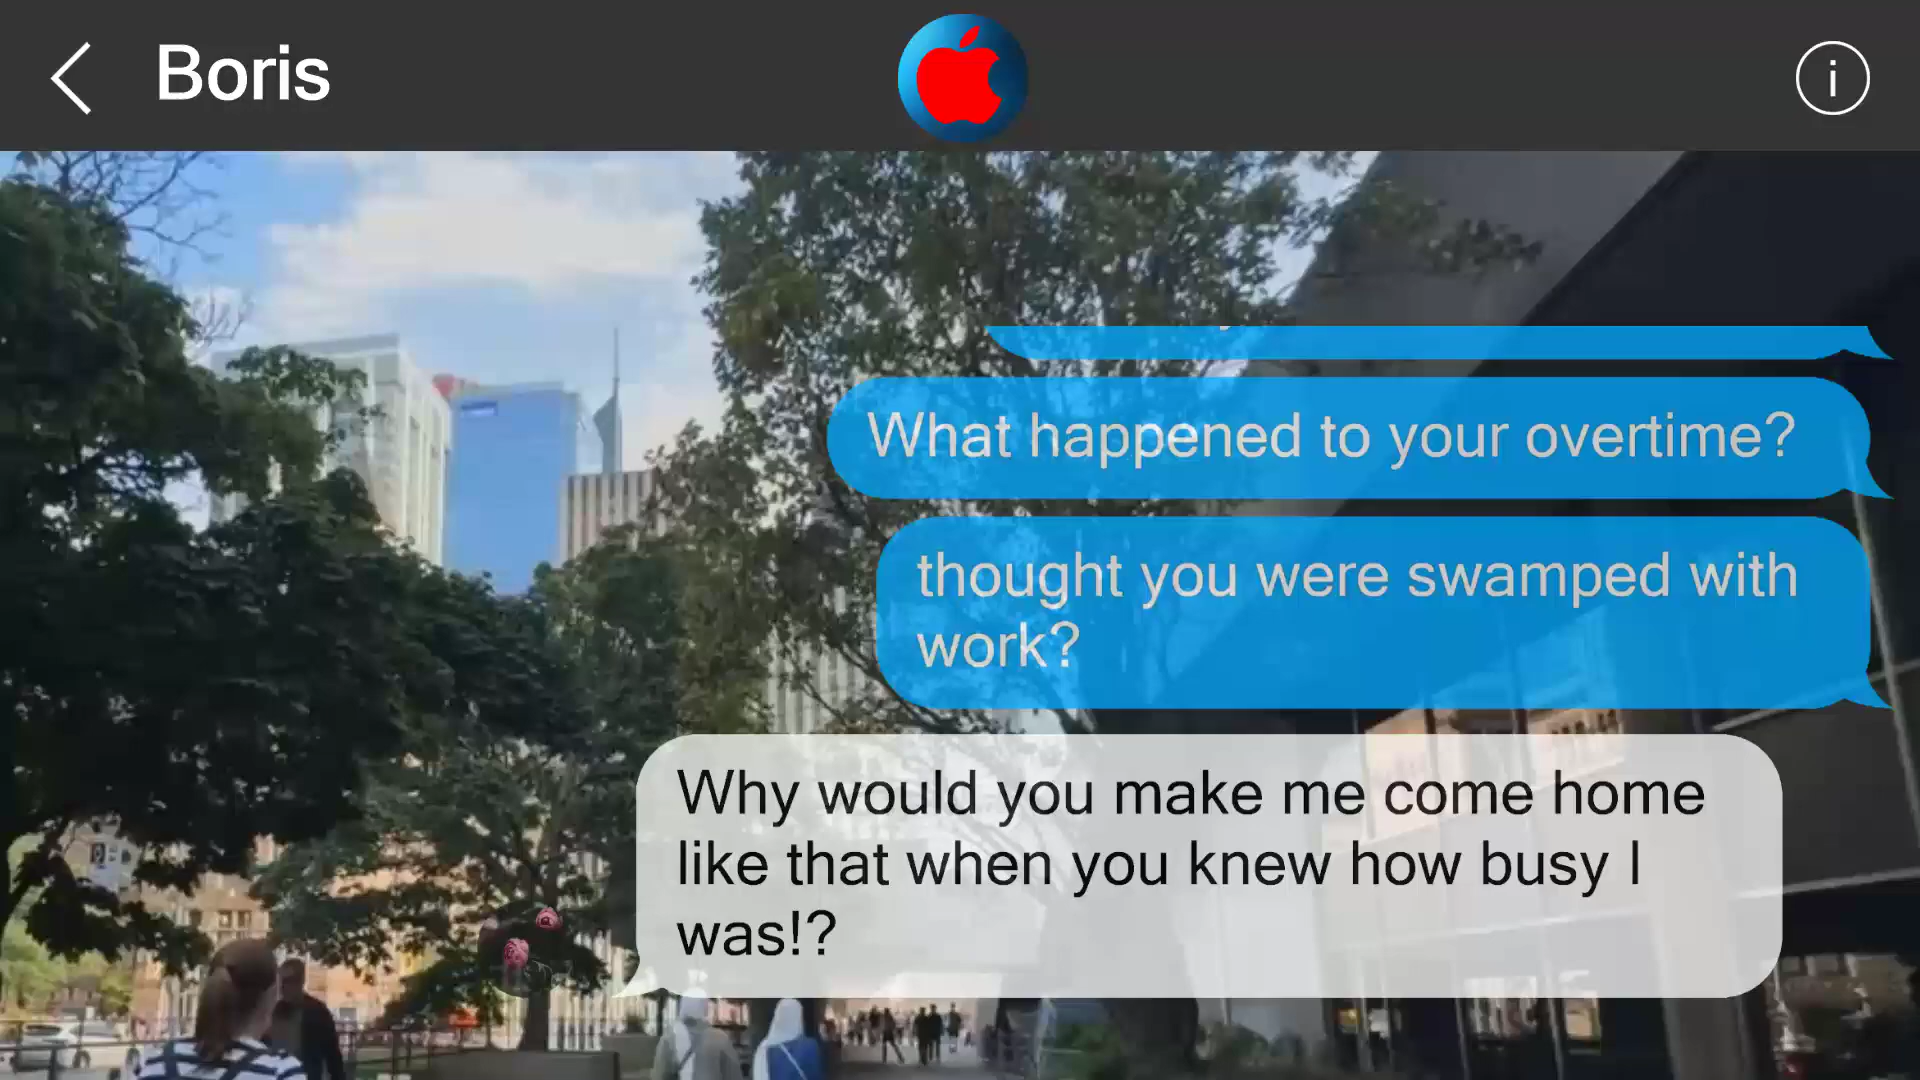 Boris
i
What happened to your overtime?
thought you were swamped with
work?
Why would you make me come home
like that when you knew how busy I
was!?